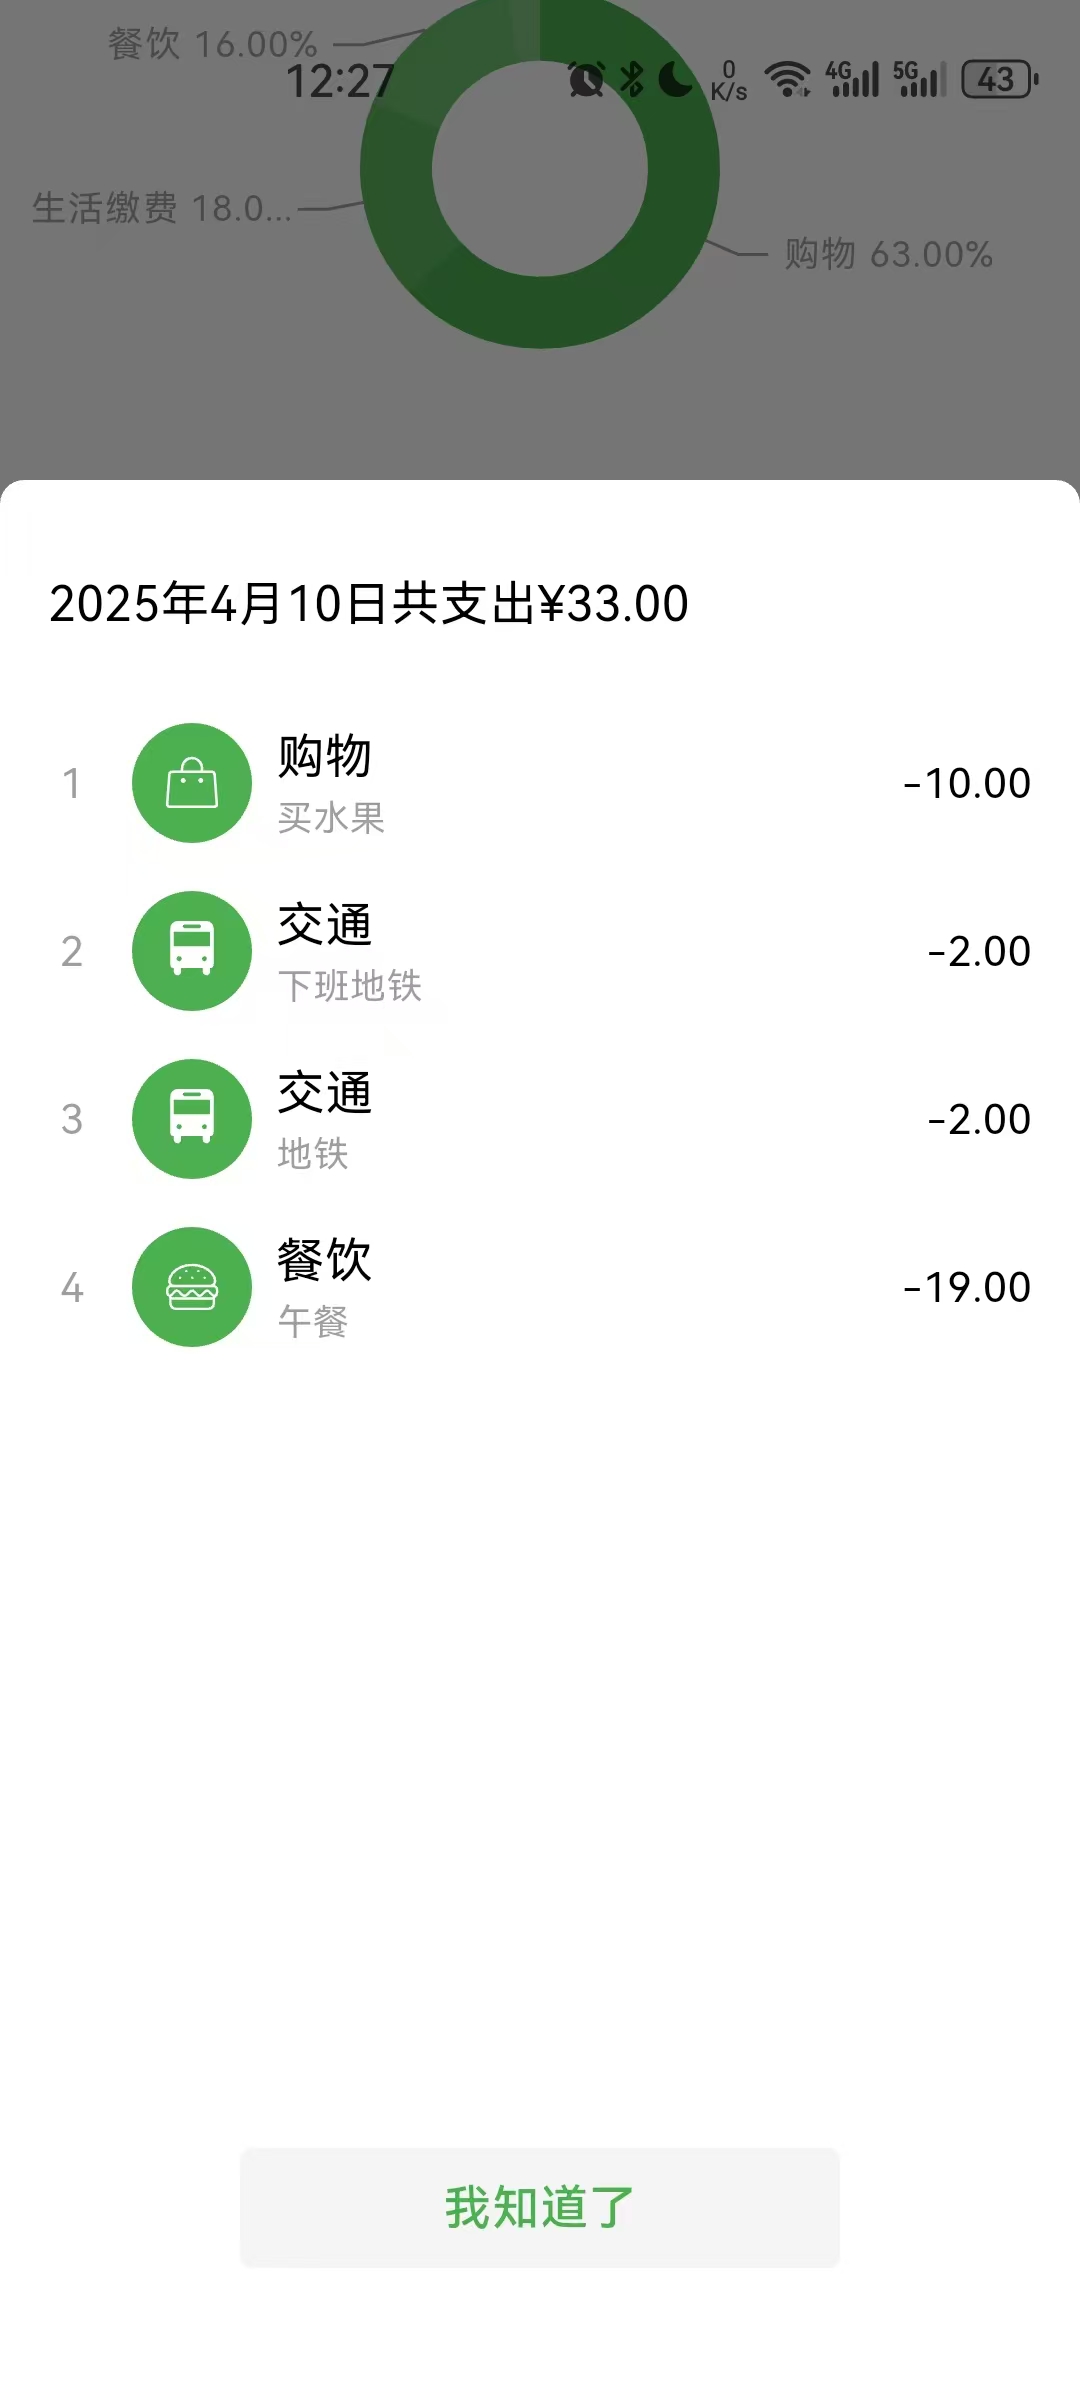 餐饮 16.00%
12:27
0
K/s
4G
5G
43
生活缴费 18.0...
购物 63.00%
2025年4月10日共支出¥33.00
1
购物
买水果
-10.00
2
交通
下班地铁
-2.00
3
交通
地铁
-2.00
4
餐饮
午餐
-19.00
我知道了